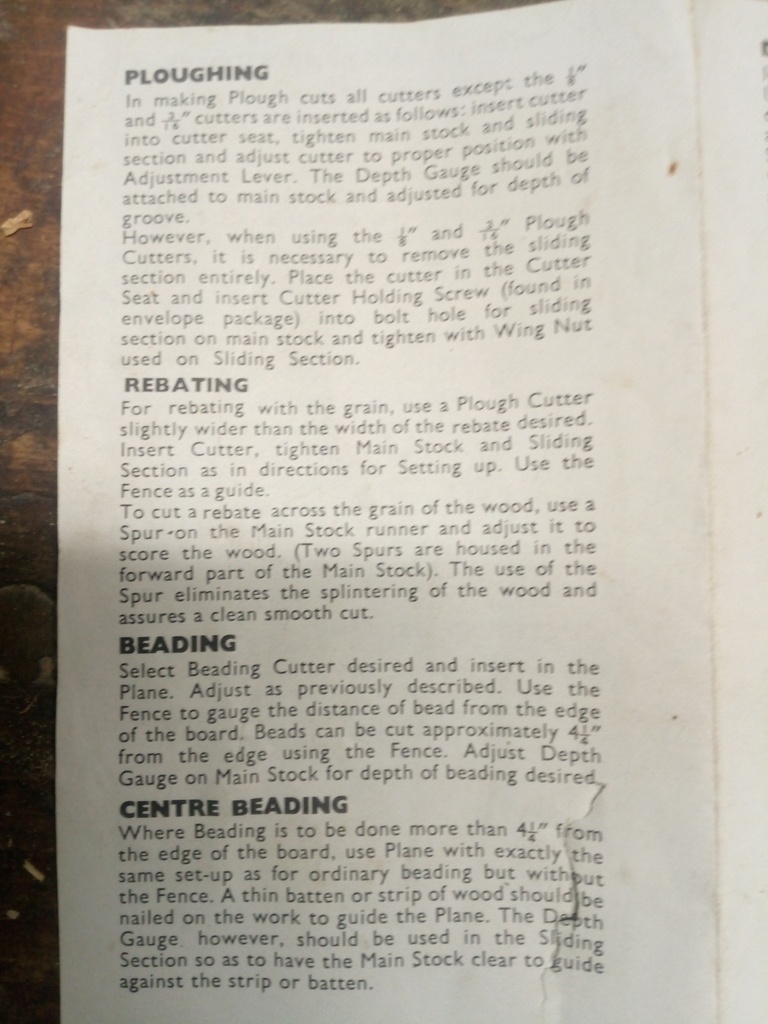 PLOUGHING
In making Plough cuts all cutters except the ⅛″
and 3/16″ cutters are inserted as follows: insert cutter
into cutter seat, tighten main stock and sliding
section and adjust cutter to proper position with
Adjustment Lever. The Depth Gauge should be
attached to main stock and adjusted for depth of
groove.
However, when using the ⅛″ and 3/16″ Plough
Cutters, it is necessary to remove the sliding
section entirely. Place the cutter in the Cutter
Seat and insert Cutter Holding Screw (found in
envelope package) into bolt hole for sliding
section on main stock and tighten with Wing Nut
used on Sliding Section.
REBATING
For rebating with the grain, use a Plough Cutter
slightly wider than the width of the rebate desired.
Insert Cutter, tighten Main Stock and Sliding
Section as in directions for Setting up. Use the
Fence as a guide.
To cut a rebate across the grain of the wood, use a
Spur-on the Main Stock runner and adjust it to
score the wood. (Two Spurs are housed in the
forward part of the Main Stock). The use of the
Spur eliminates the splintering of the wood and
assures a clean smooth cut.
BEADING
Select Beading Cutter desired and insert in the
Plane. Adjust as previously described. Use the
Fence to gauge the distance of bead from the edge
of the board. Beads can be cut approximately 4¼″
from the edge using the Fence. Adjust Depth
Gauge on Main Stock for depth of beading desired.
CENTRE BEADING
Where Beading is to be done more than 4¼″ from
the edge of the board, use Plane with exactly the
same set-up as for ordinary beading but without
the Fence. A thin batten or strip of wood should be
nailed on the work to guide the Plane. The Depth
Gauge, however, should be used in the Sliding
Section so as to have the Main Stock clear to guide
against the strip or batten.